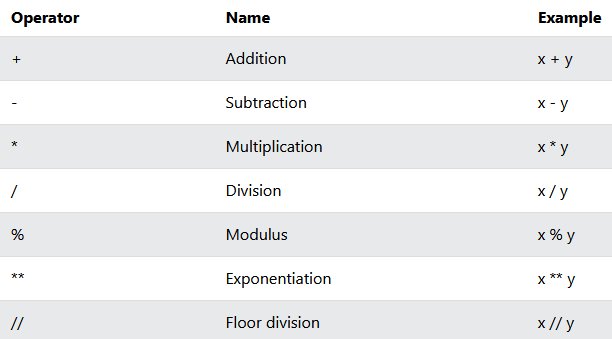 Operator Name Example
+ Addition x + y
- Subtraction x - y
* Multiplication x * y
/ Division x / y
% Modulus x % y
** Exponentiation x ** y
// Floor division x // y